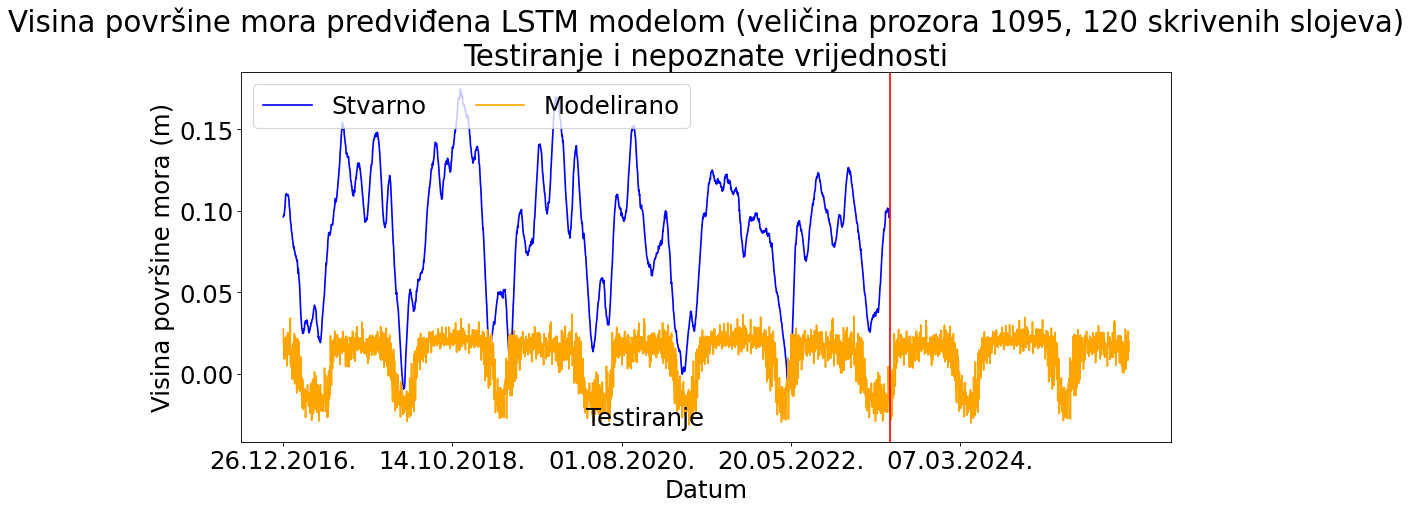 Visina površine mora predviđena LSTM modelom (veličina prozora 1095, 120 skrivenih slojeva)
Testiranje i nepoznate vrijednosti
Stvarno
Modelirano
0.15
0.10
0.05
0.00
Visina površine mora (m)
Testiranje
26.12.2016.
14.10.2018.
01.08.2020.
20.05.2022.
07.03.2024.
Datum